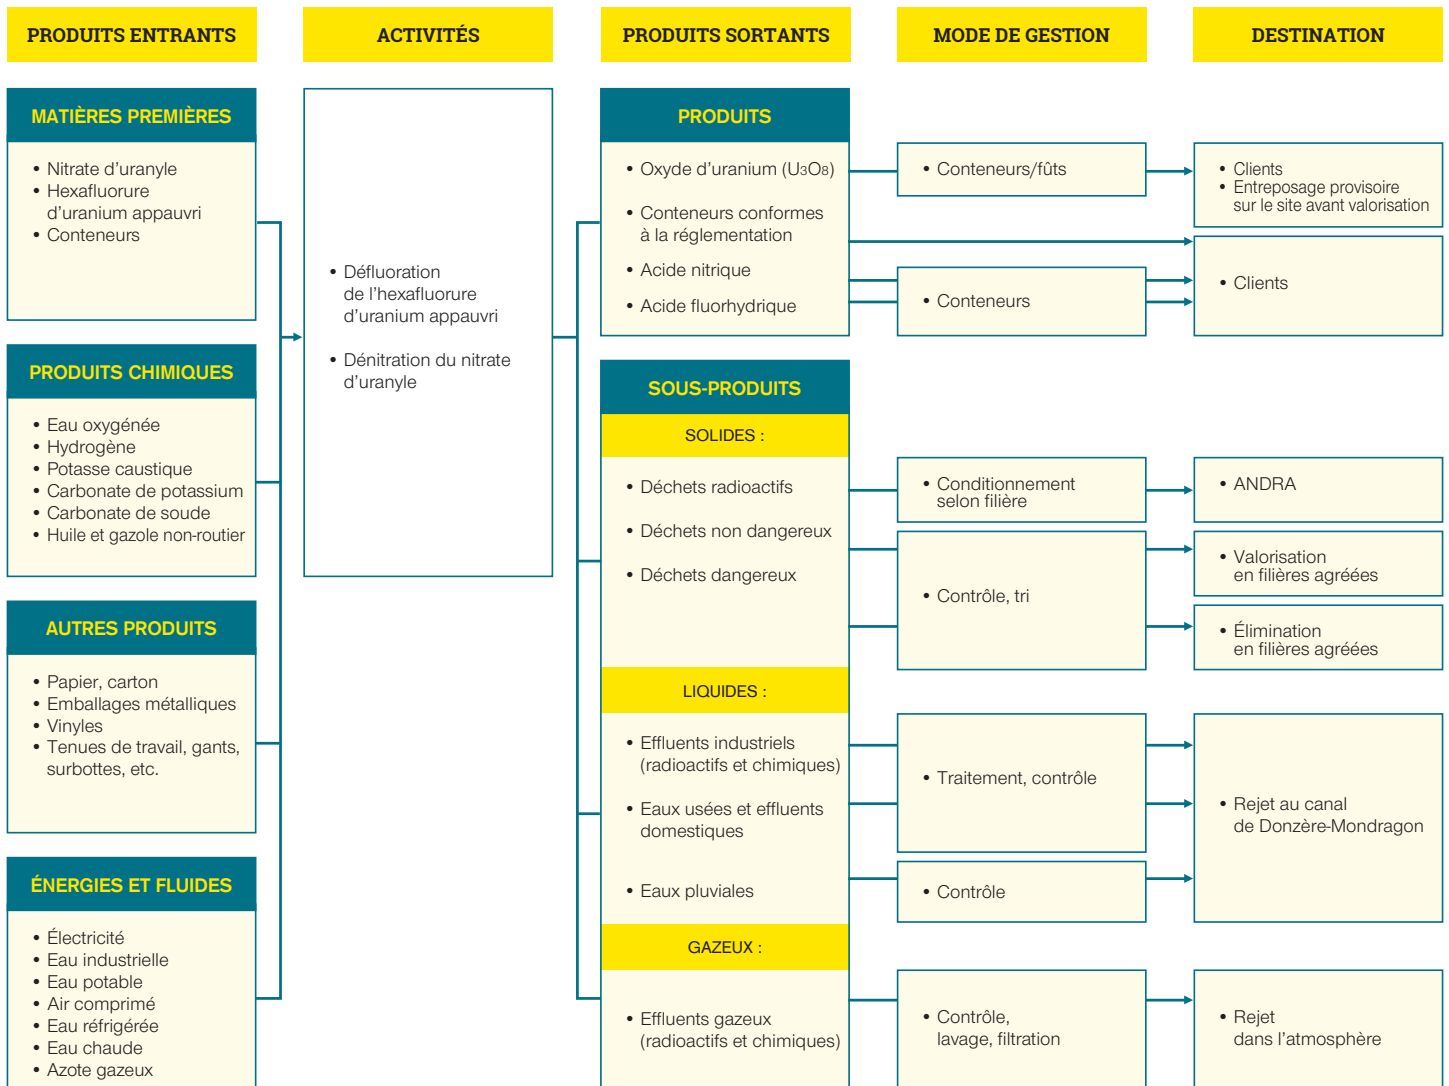 PRODUITS ENTRANTS
ACTIVITÉS
PRODUITS SORTANTS
MODE DE GESTION
DESTINATION
MATIÈRES PREMIÈRES
• Nitrate d'uranyle
• Hexafluorure
d'uranium appauvri
• Conteneurs
PRODUITS CHIMIQUES
• Eau oxygénée
• Hydrogène
• Potasse caustique
• Carbonate de potassium
• Carbonate de soude
• Huile et gazole non-routier
AUTRES PRODUITS
• Papier, carton
• Emballages métalliques
• Vinyles
• Tenues de travail, gants,
surbottes, etc.
ÉNERGIES ET FLUIDES
• Électricité
• Eau industrielle
• Eau potable
• Air comprimé
• Eau réfrigérée
• Eau chaude
• Azote gazeux
• Défluoration
de l'hexafluorure
d'uranium appauvri
• Dénitration du nitrate
d'uranyle
PRODUITS
• Oxyde d'uranium (U3O8)
• Conteneurs conformes
à la réglementation
• Acide nitrique
• Acide fluorhydrique
SOUS-PRODUITS
SOLIDES :
• Déchets radioactifs
• Déchets non dangereux
• Déchets dangereux
LIQUIDES :
• Effluents industriels
(radioactifs et chimiques)
• Eaux usées et effluents
domestiques
• Eaux pluviales
GAZEUX :
• Effluents gazeux
(radioactifs et chimiques)
• Conteneurs/fûts
• Conteneurs
• Conditionnement
selon filière
• Contrôle, tri
• Traitement, contrôle
• Contrôle
• Contrôle,
lavage, filtration
• Clients
• Entreposage provisoire
sur le site avant valorisation
• Clients
• ANDRA
• Valorisation
en filières agréées
• Élimination
en filières agréées
• Rejet au canal
de Donzère-Mondragon
• Rejet
dans l'atmosphère